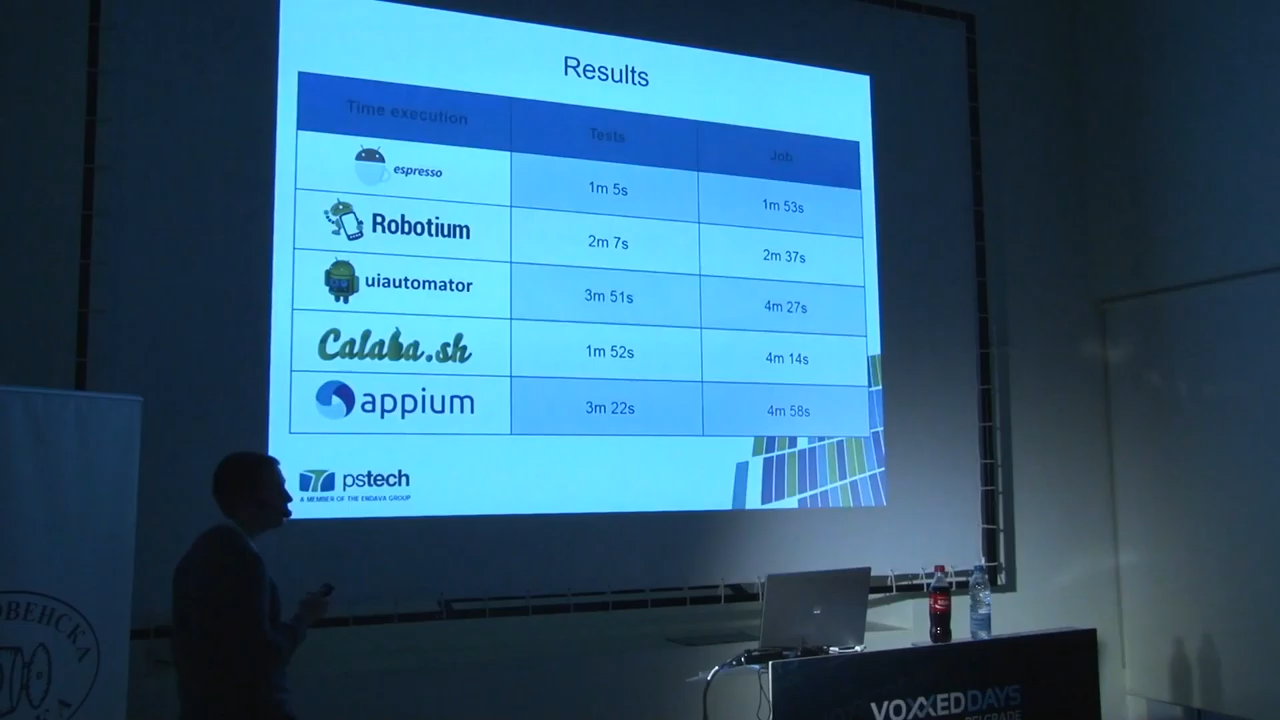 Results
Time execution Tests Job
espresso 1m 5s 1m 53s
Robotium 2m 7s 2m 37s
uiautomator 3m 51s 4m 27s
Calaba.sh 1m 52s 4m 14s
appium 3m 22s 4m 58s
pstech
A MEMBER OF THE ENDAVA GROUP
ОВЕНСКА
VOXXEDDAYS
BELGRADE